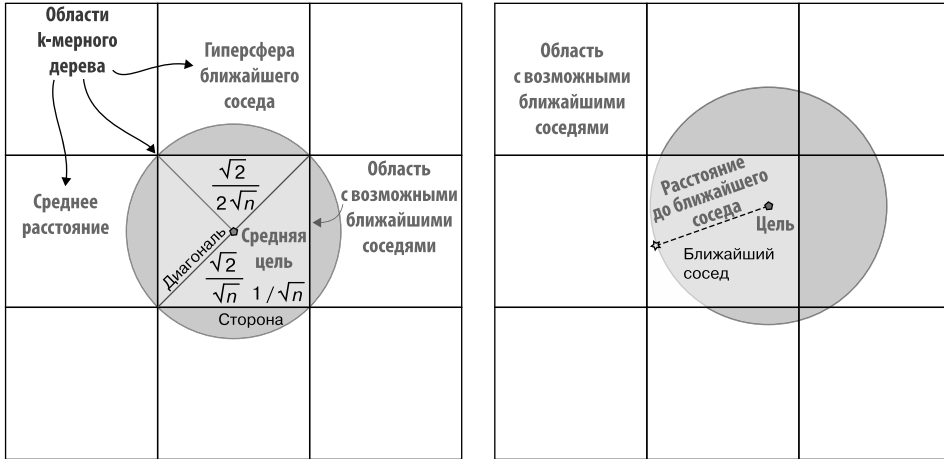 Области
k-мерного
дерева
Гиперсфера
ближайшего
соседа
Среднее
расстояние
√2
2√n
Область
с возможными
ближайшими
соседями
Диагональ
Средняя
цель
√2
√n
1/√n
Сторона
Область
с возможными
ближайшими
соседями
Расстояние
до ближайшего
соседа
Цель
Ближайший
сосед